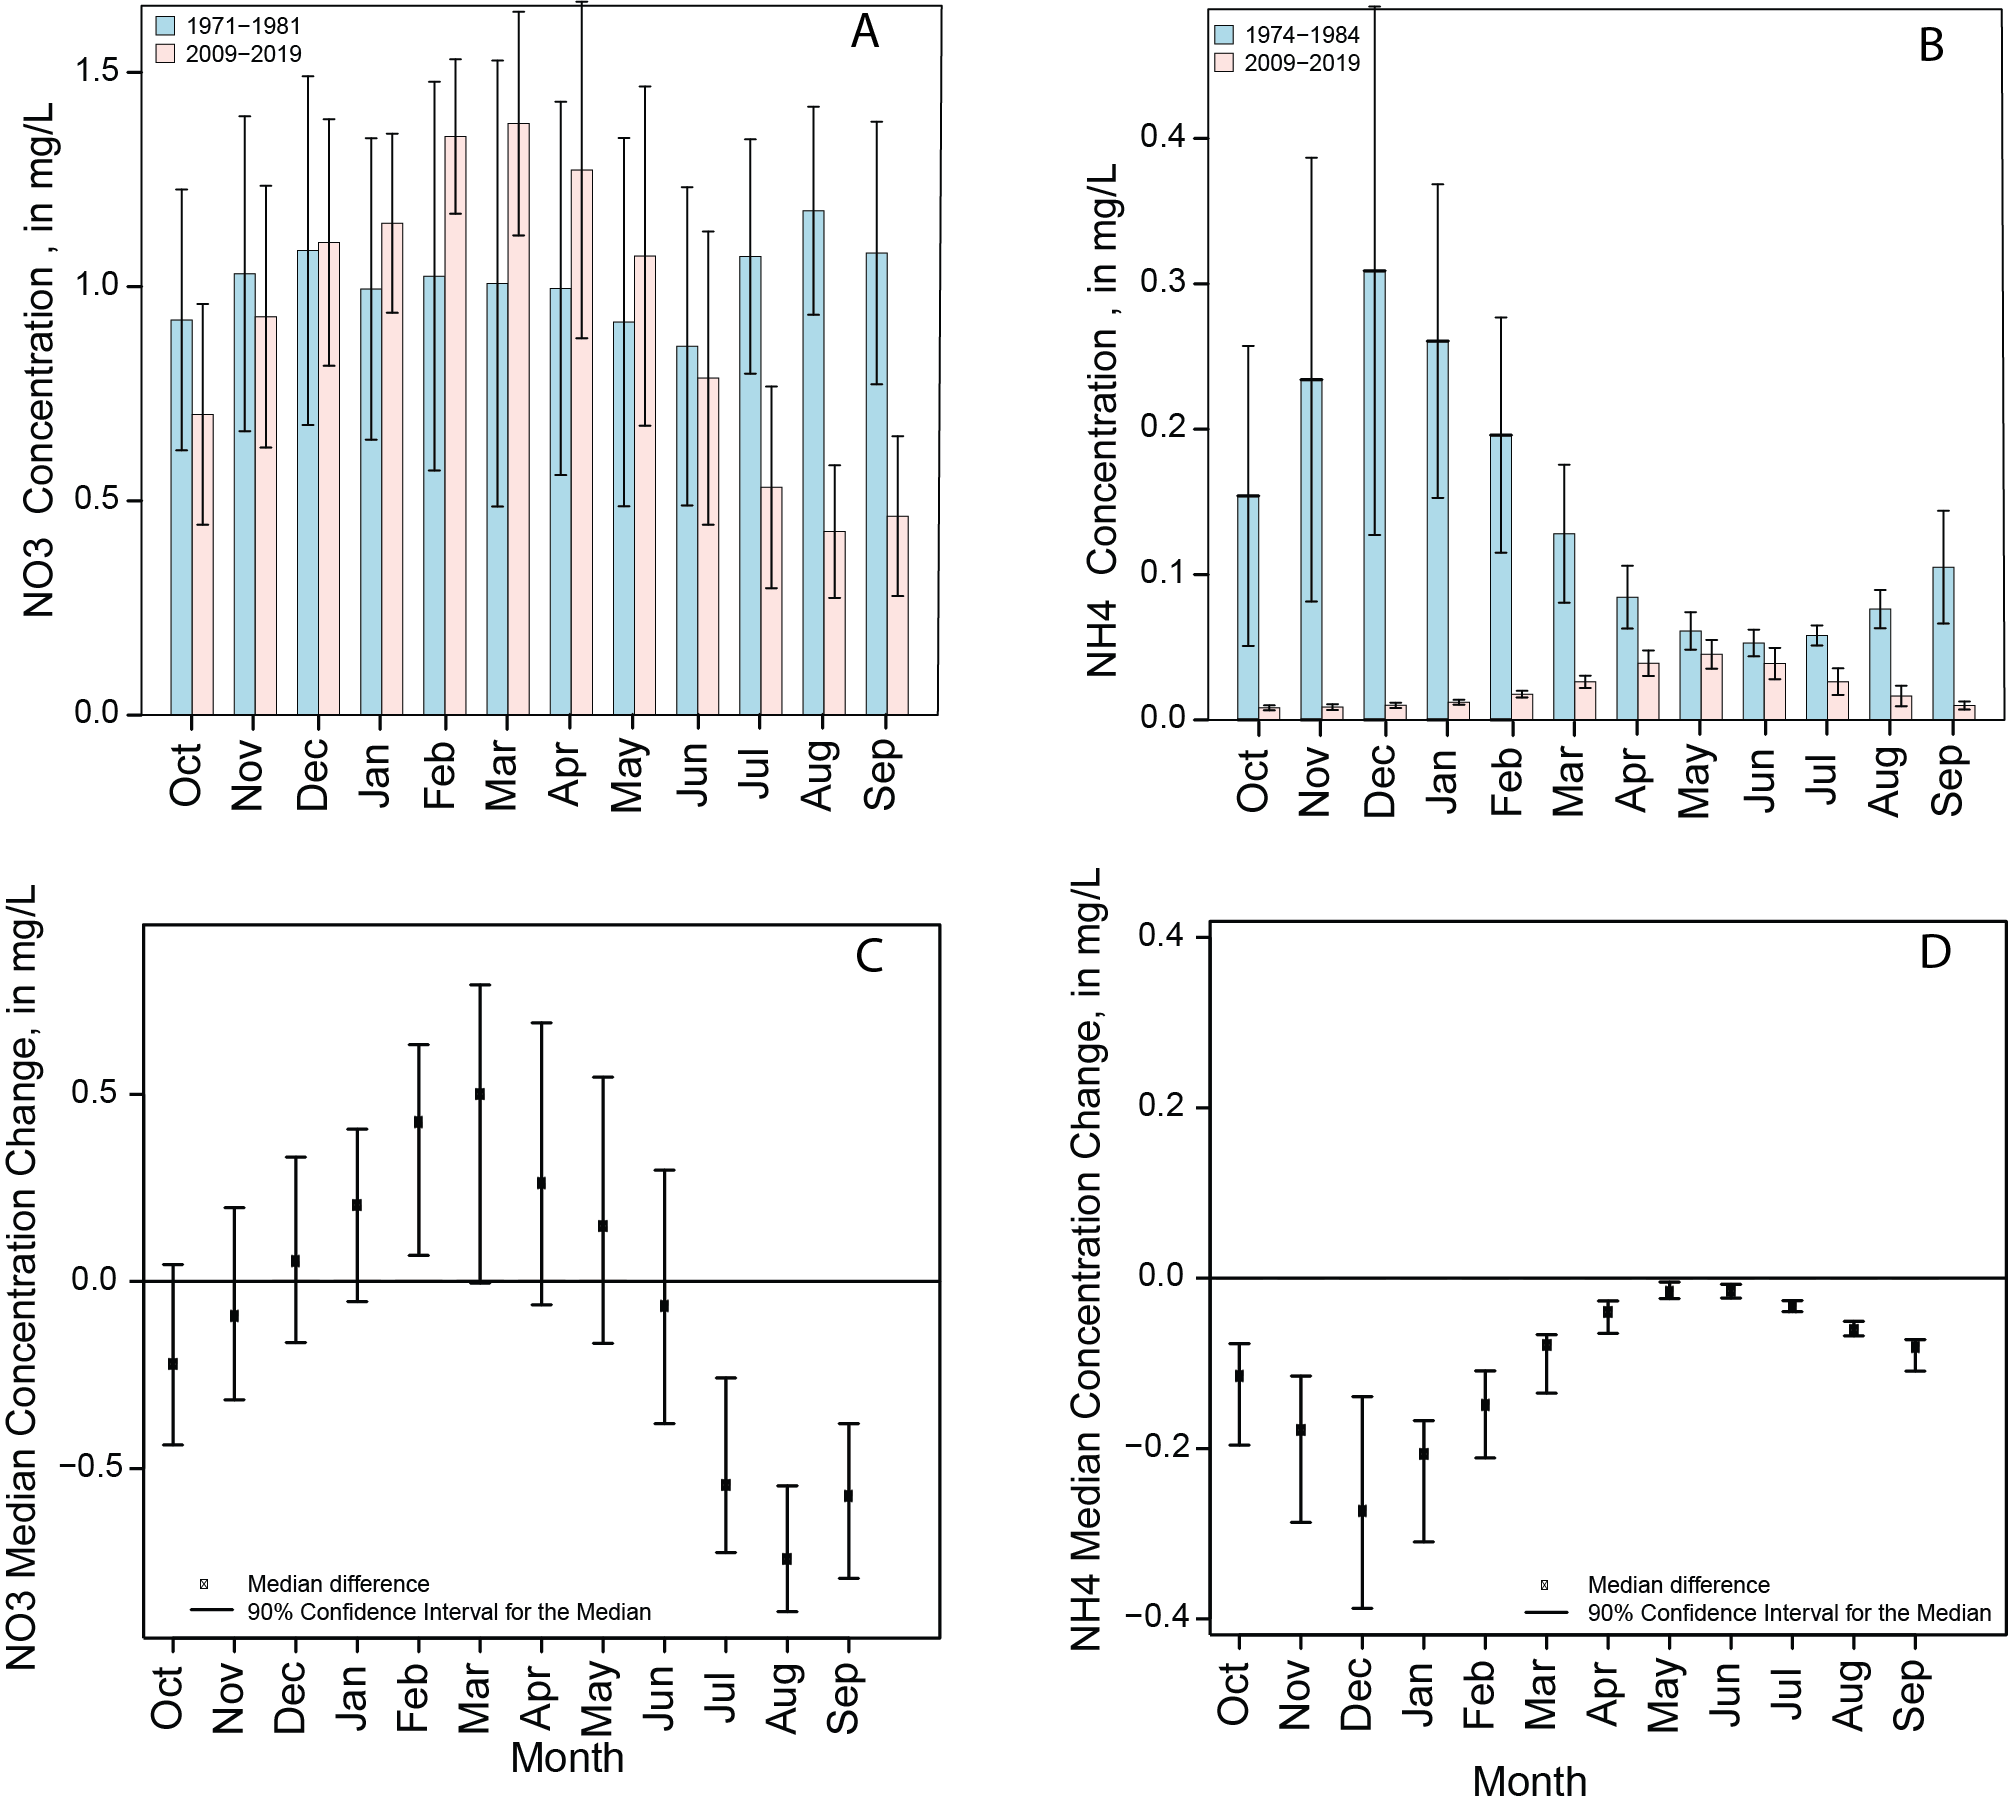 A
1971−1981
2009−2019
NO3 Concentration , in mg/L
1.5
1.0
0.5
0.0
Oct Nov Dec Jan Feb Mar Apr May Jun Jul Aug Sep
B
1974−1984
2009−2019
NH4 Concentration , in mg/L
0.4
0.3
0.2
0.1
0.0
Oct Nov Dec Jan Feb Mar Apr May Jun Jul Aug Sep
C
NO3 Median Concentration Change, in mg/L
0.5
0.0
−0.5
Median difference
90% Confidence Interval for the Median
Oct Nov Dec Jan Feb Mar Apr May Jun Jul Aug Sep
Month
D
NH4 Median Concentration Change, in mg/L
0.4
0.2
0.0
−0.2
−0.4
Median difference
90% Confidence Interval for the Median
Oct Nov Dec Jan Feb Mar Apr May Jun Jul Aug Sep
Month